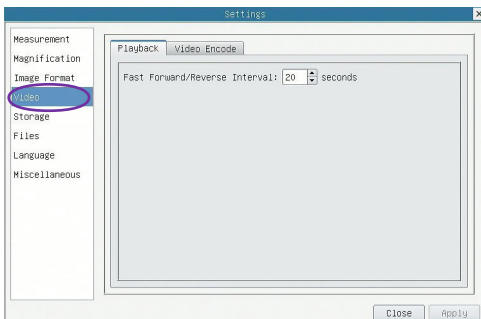 Settings
Measurement
Magnification
Image Format
Video
Storage
Files
Language
Miscellaneous
Playback Video Encode
Fast Forward/Reverse Interval: 20 seconds
Close Apply